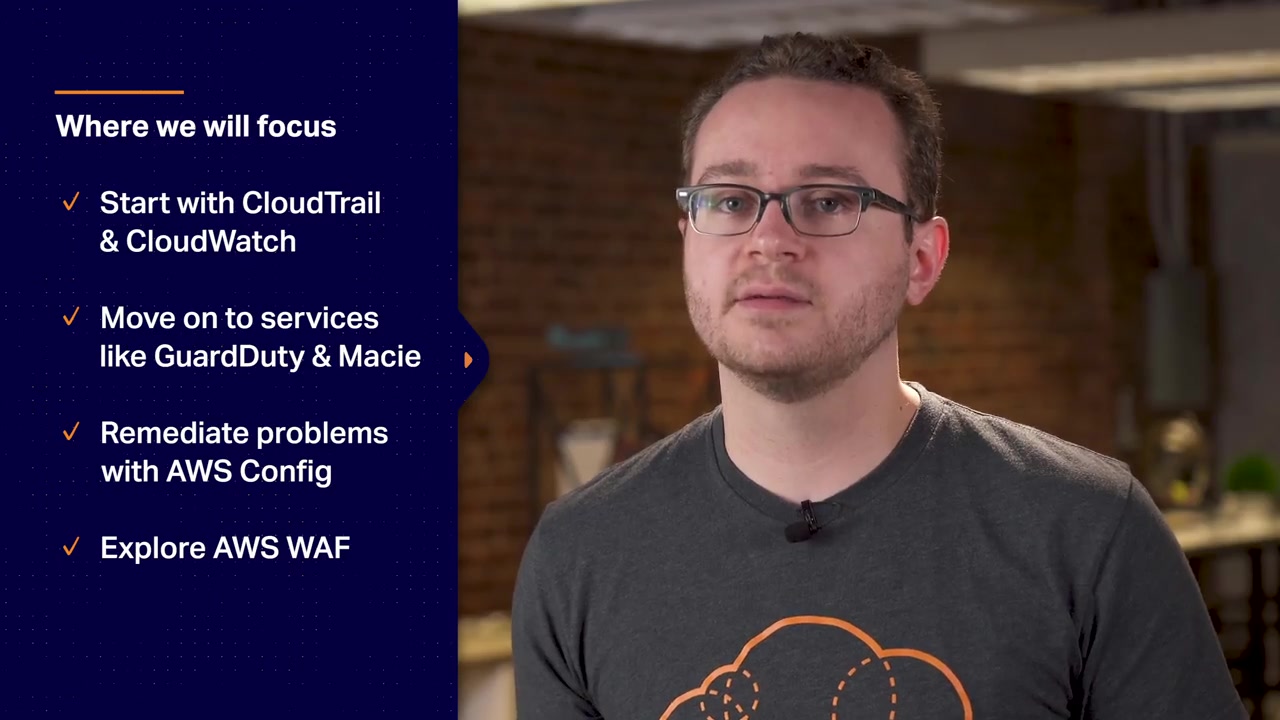 Where we will focus
Start with CloudTrail
& CloudWatch
Move on to services
like GuardDuty & Macie
Remediate problems
with AWS Config
Explore AWS WAF